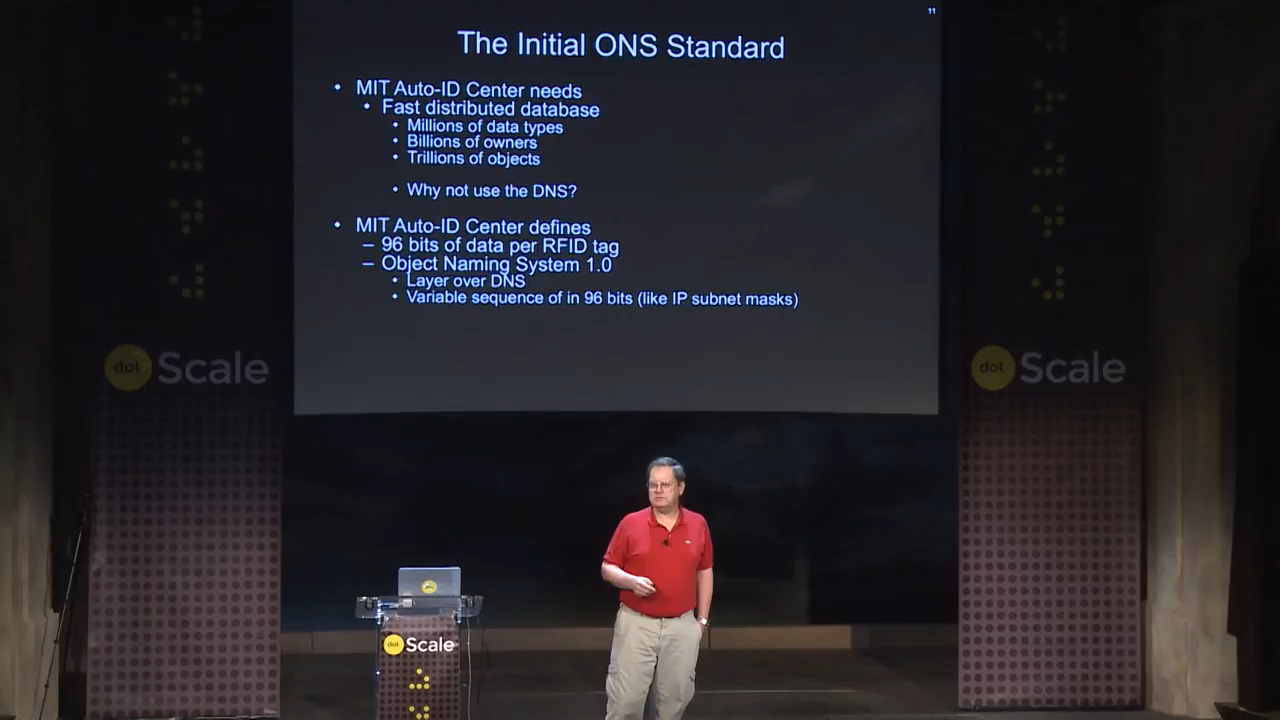 11
The Initial ONS Standard
• MIT Auto-ID Center needs
• Fast distributed database
• Millions of data types
• Billions of owners
• Trillions of objects
• Why not use the DNS?
• MIT Auto-ID Center defines
– 96 bits of data per RFID tag
– Object Naming System 1.0
• Layer over DNS
• Variable sequence of in 96 bits (like IP subnet masks)
dot Scale
dot Scale
dot Scale